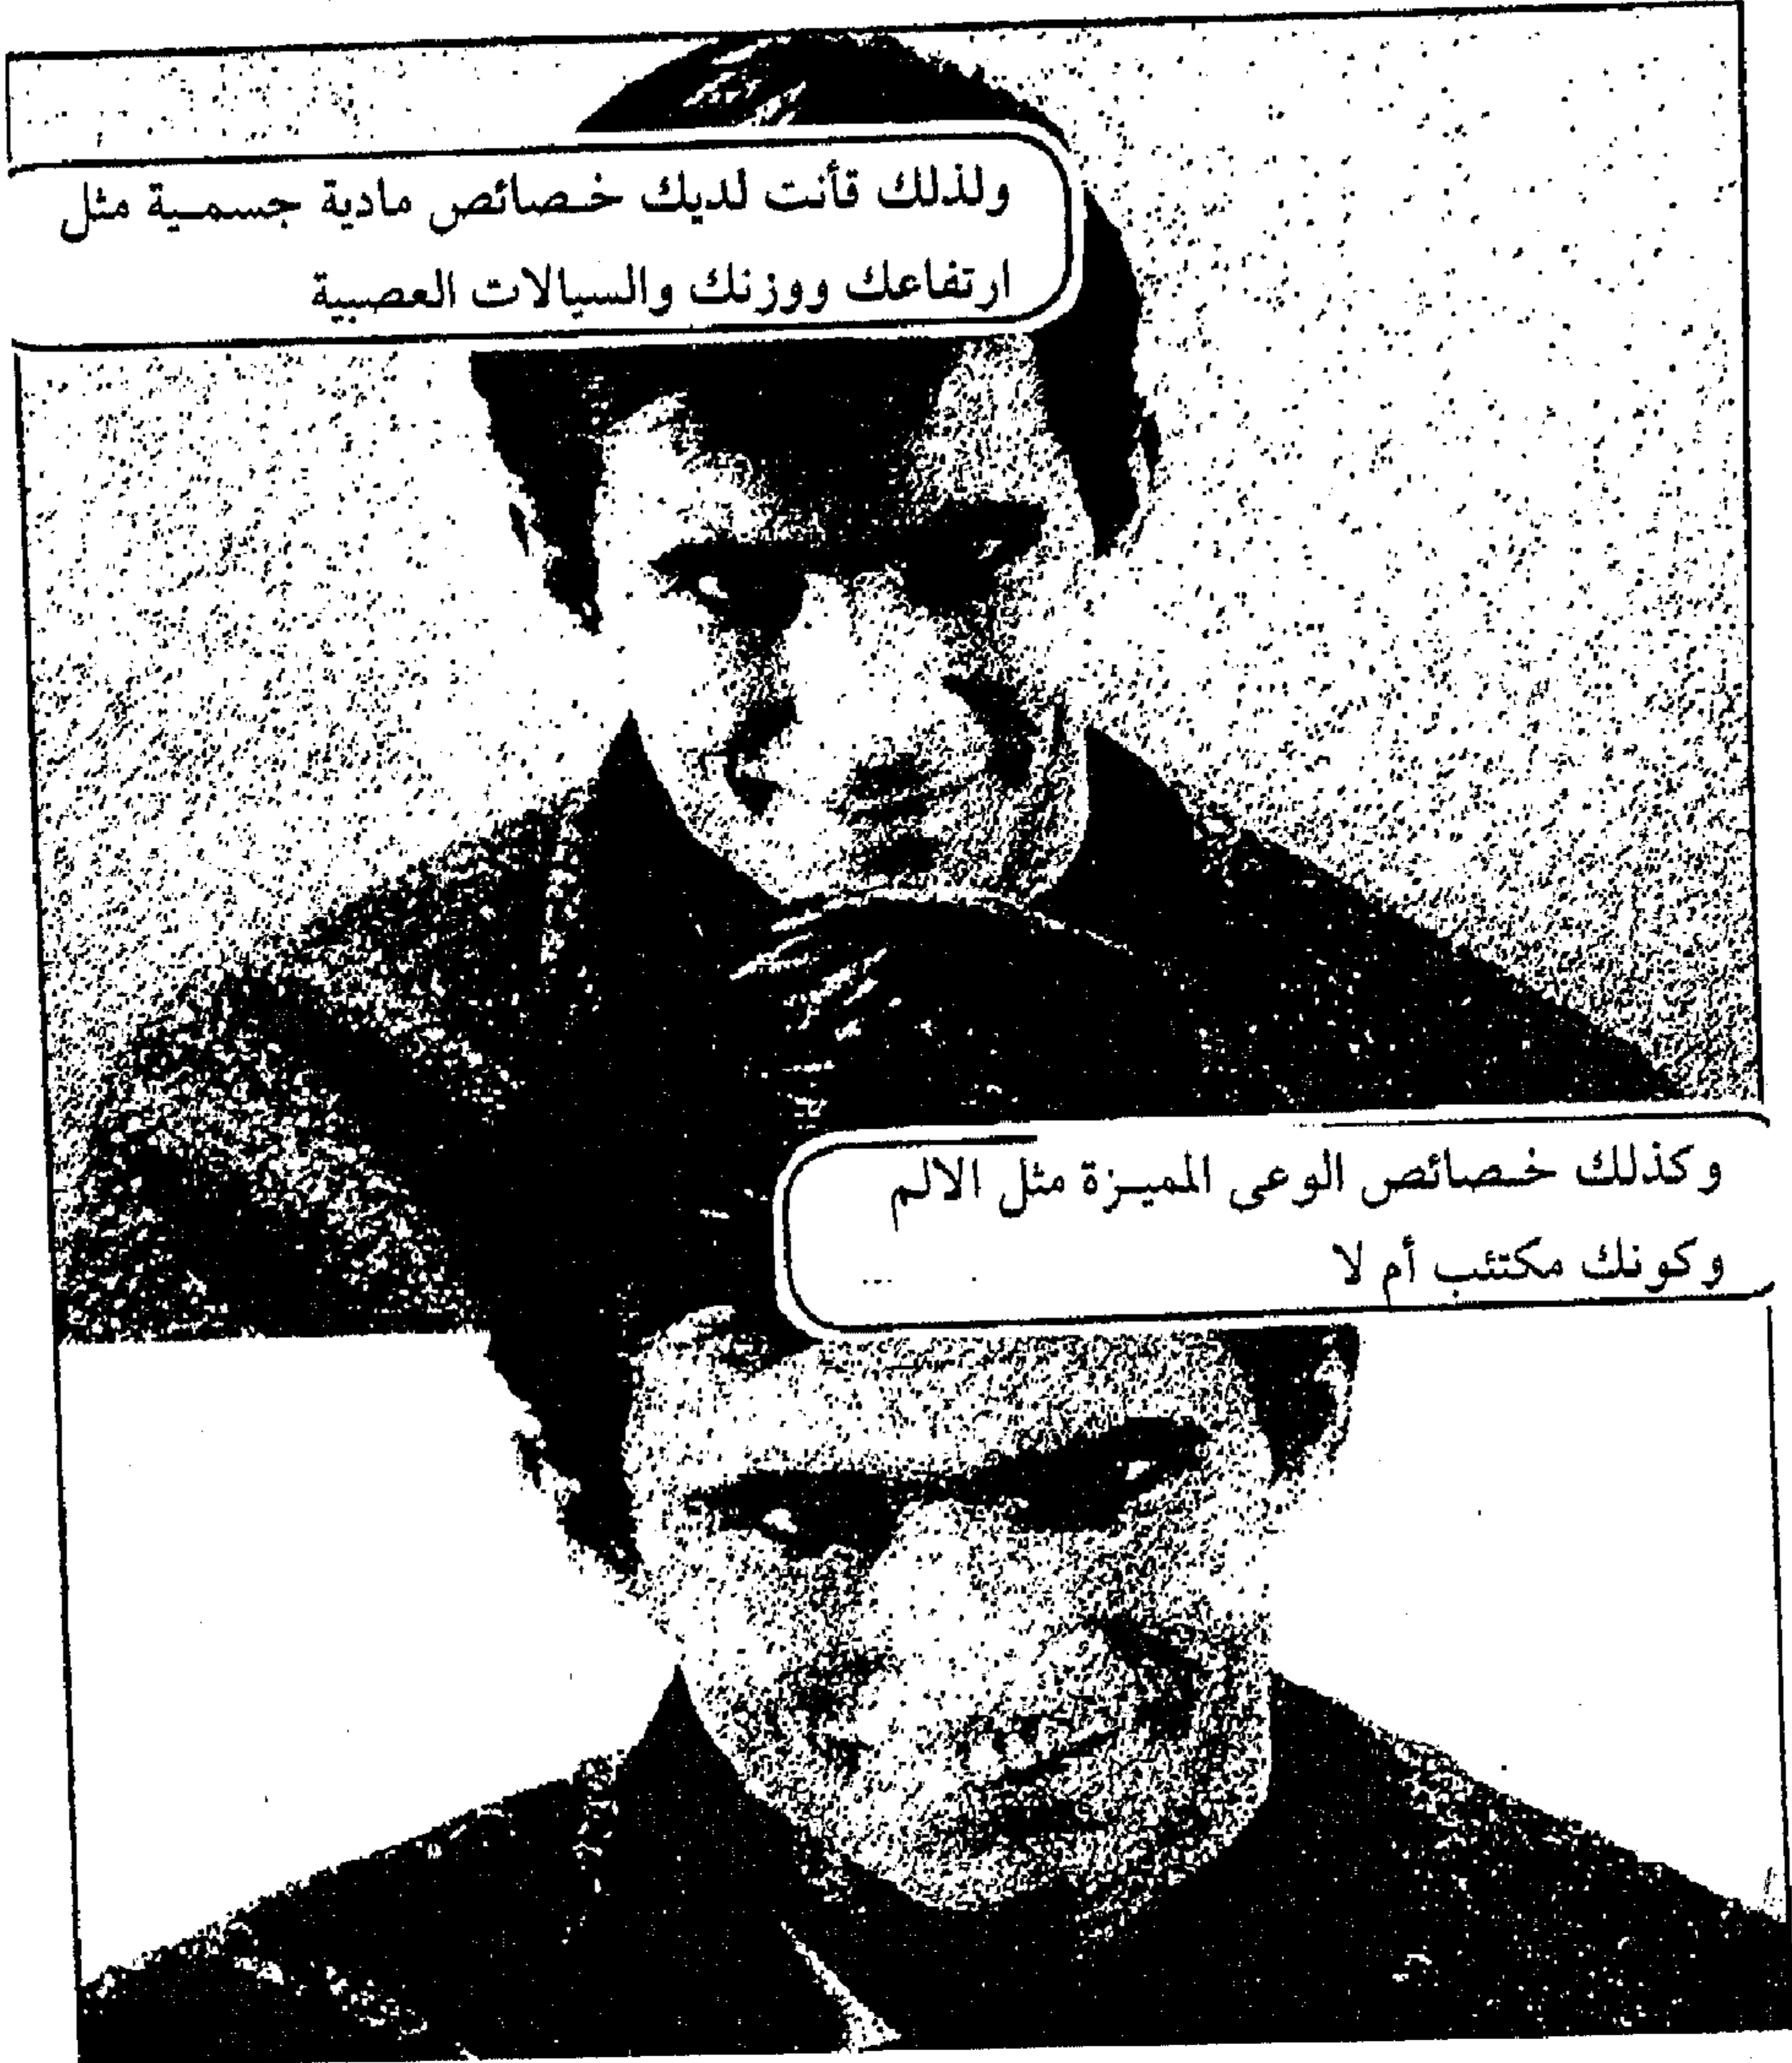 ولذلك قأنت لديك خصائص مادية جسمية مثل
ارتفاعك ووزنك والسيالات العصبية
وكذلك خصائص الوعى المميزة مثل الالم
وكونك مكتئب أم لا ...